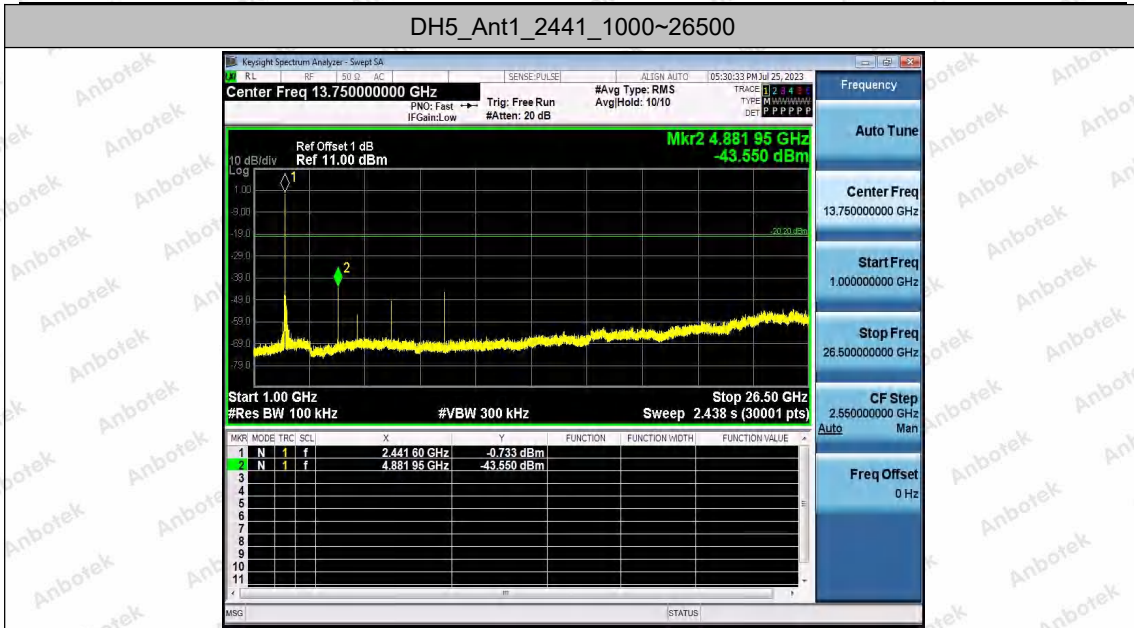 DH5_Ant1_2441_1000~26500
Keysight Spectrum Analyzer - Swept SA
RL RF 50 Ω AC SENSE:PULSE ALIGN AUTO 05:30:33 PM Jul 25, 2023
Center Freq 13.750000000 GHz
PNO: Fast
IFGain:Low
Trig: Free Run
#Atten: 20 dB
#Avg Type: RMS
Avg|Hold: 10/10
TRACE 1 2 3 4 5 6
TYPE M WWWWW
DET P P P P P P
Frequency
Mkr2 4.881 95 GHz
-43.550 dBm
Ref Offset 1 dB
10 dB/div Ref 11.00 dBm
Log
1.00
-9.00
-19.0
-29.0
-39.0
-49.0
-59.0
-69.0
-79.0
1
2
-20.20 dBm
Start 1.00 GHz Stop 26.50 GHz
#Res BW 100 kHz #VBW 300 kHz Sweep 2.438 s (30001 pts)
MKR MODE TRC SCL X Y FUNCTION FUNCTION WIDTH FUNCTION VALUE
1 N 1 f 2.441 60 GHz -0.733 dBm
2 N 1 f 4.881 95 GHz -43.550 dBm
3
4
5
6
7
8
9
10
11
MSG STATUS
Auto Tune
Center Freq
13.750000000 GHz
Start Freq
1.000000000 GHz
Stop Freq
26.500000000 GHz
CF Step
2.550000000 GHz
Auto Man
Freq Offset
0 Hz
Anbotek